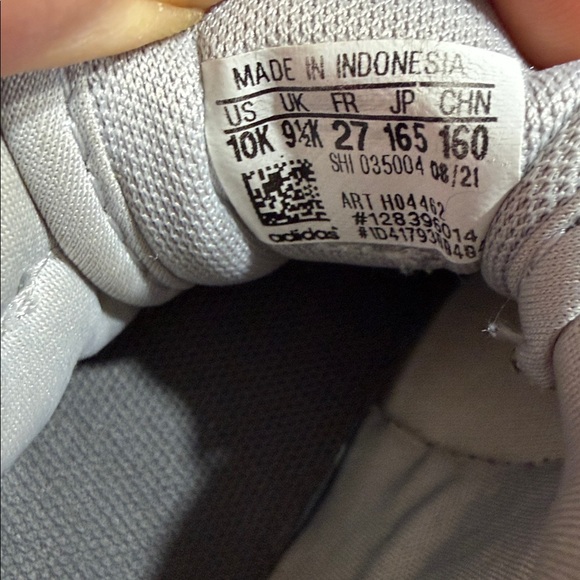 MADE IN INDONESIA
US UK FR JP CHN
10K 9½K 27 165 160
SHI 035004 08/21
ART H04462
#128396014
adidas